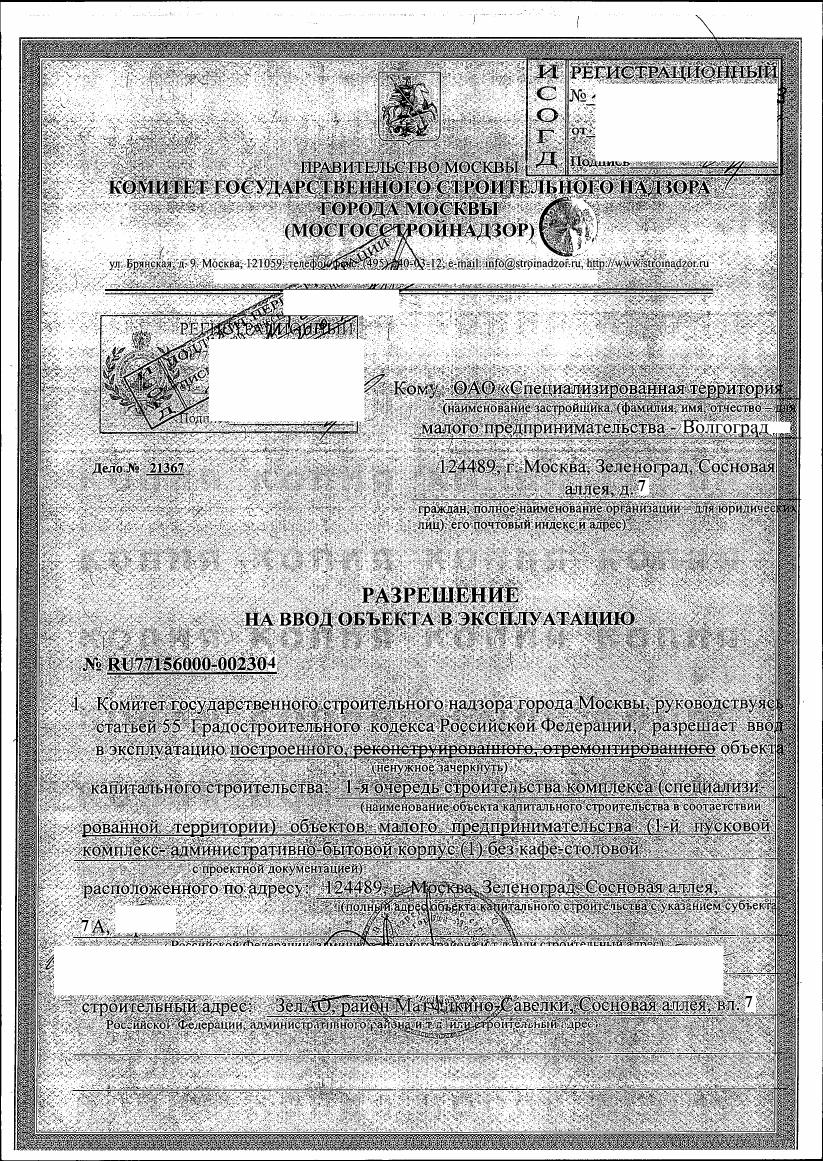 ИСОГД
РЕГИСТРАЦИОННЫЙ
№
от
Подпись
ПРАВИТЕЛЬСТВО МОСКВЫ
КОМИТЕТ ГОСУДАРСТВЕННОГО СТРОИТЕЛЬНОГО НАДЗОРА
ГОРОДА МОСКВЫ
(МОСГОССТРОЙНАДЗОР)
ул. Брянская, д. 9. Москва, 121059; телефон/факс: (495) 240-03-12; e-mail: info@stroinadzor.ru, http://www.stroinadzor.ru
РЕГИСТРАЦИОННЫЙ
Кому ОАО «Специализированная территория
(наименование застройщика, (фамилия, имя, отчество – для
малого предпринимательства - Волгоград
Дело № 21367
124489, г. Москва, Зеленоград, Сосновая
аллея, д. 7
граждан, полное наименование организации – для юридических
лиц), его почтовый индекс и адрес)
РАЗРЕШЕНИЕ
НА ВВОД ОБЪЕКТА В ЭКСПЛУАТАЦИЮ
№ RU77156000-002304
1. Комитет государственного строительного надзора города Москвы, руководствуясь
статьей 55 Градостроительного кодекса Российской Федерации, разрешает ввод
в эксплуатацию построенного, реконструированного, отремонтированного объекта
(ненужное зачеркнуть)
капитального строительства: 1-я очередь строительства комплекса (специализи-
(наименование объекта капитального строительства в соответствии
рованной территории) объектов малого предпринимательства (1-й пусковой
комплекс- административно-бытовой корпус (1) без кафе-столовой
с проектной документацией)
расположенного по адресу: 124489, г. Москва, Зеленоград, Сосновая аллея,
(полный адрес объекта капитального строительства с указанием субъекта
7А,
Российской Федерации, административного района и т.д. или строительный адрес)
строительный адрес: ЗелАО, район Матушкино-Савелки, Сосновая аллея, вл. 7
Российской Федерации, административного района и т.д. или строительный адрес)